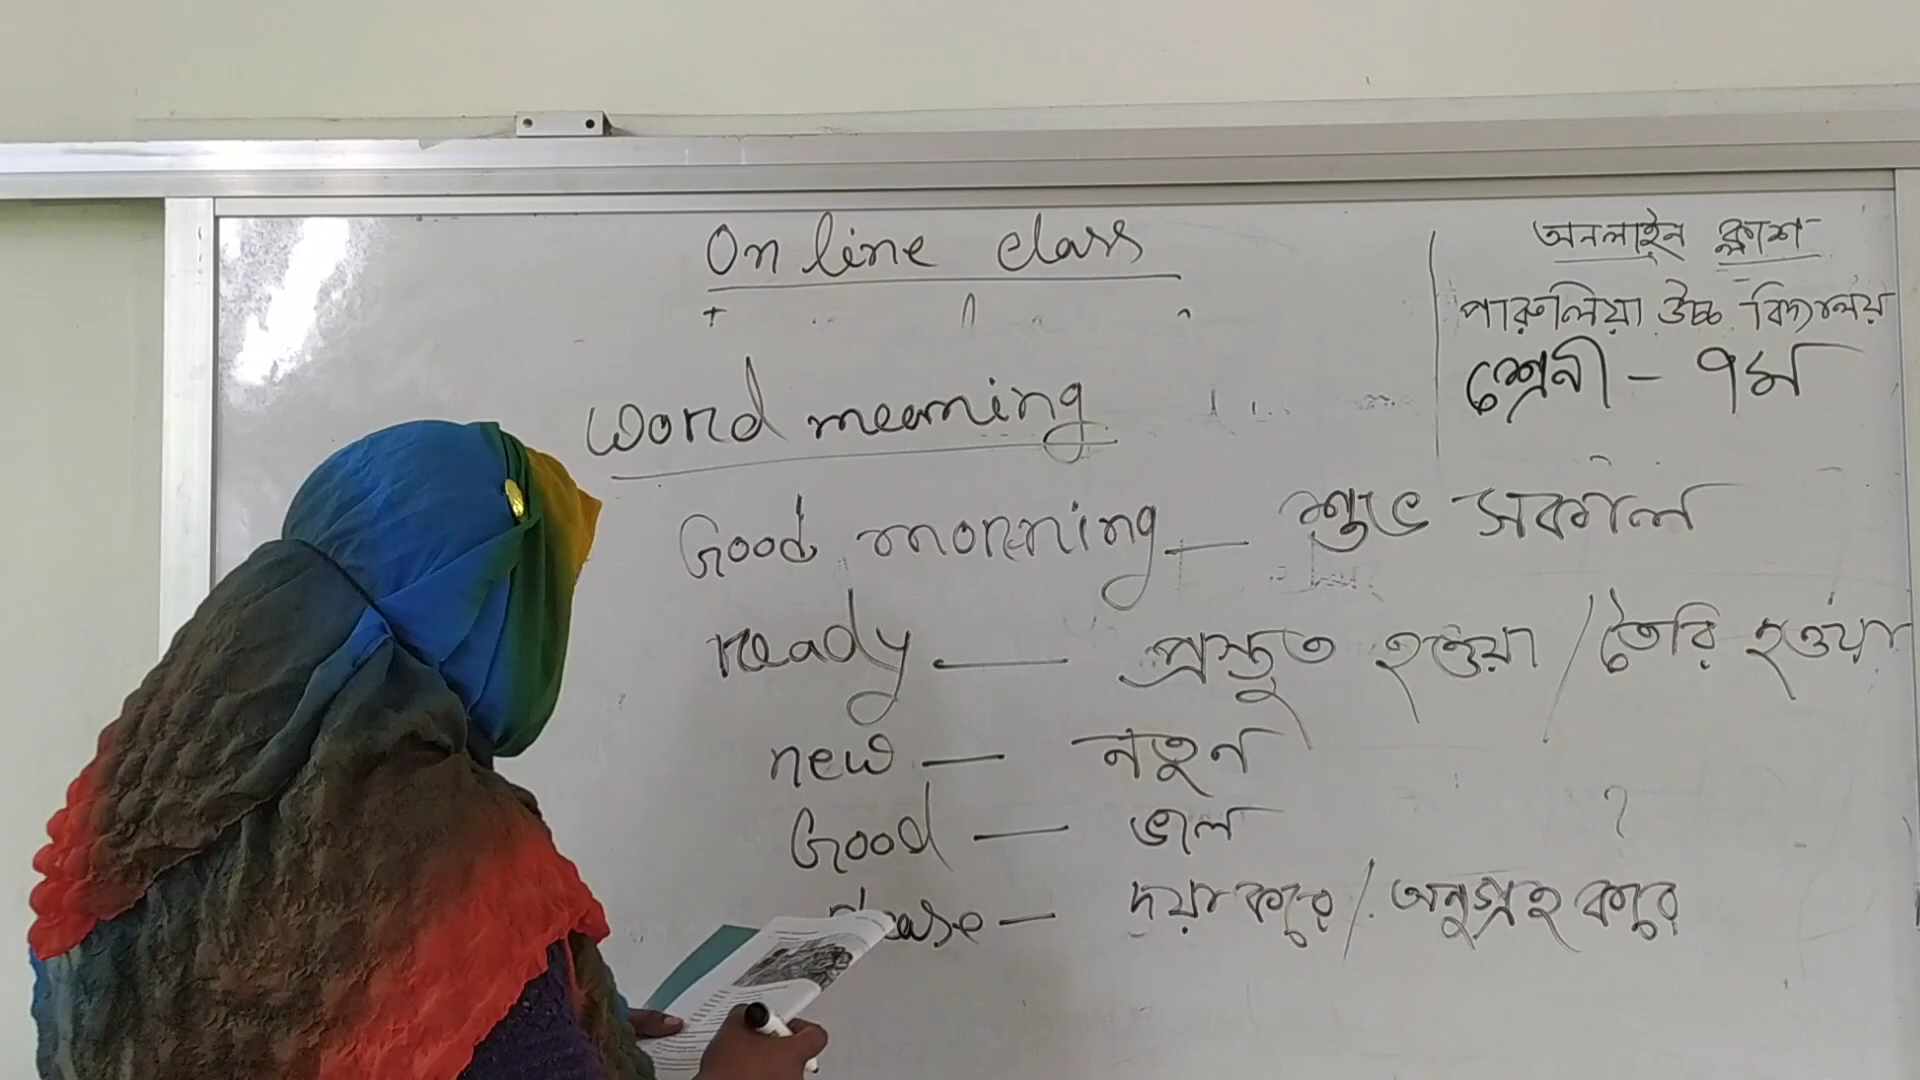 On line class
অনলাইন ক্লাশ
পারুলিয়া উচ্চ বিদ্যালয়
শ্রেনী - ৭ম
word meaning
Good morning — শুভ সকাল
ready — প্রস্তুত হওয়া / তৈরি হওয়া
new — নতুন
Good — ভাল
please — দয়া করে / অনুগ্রহ করে